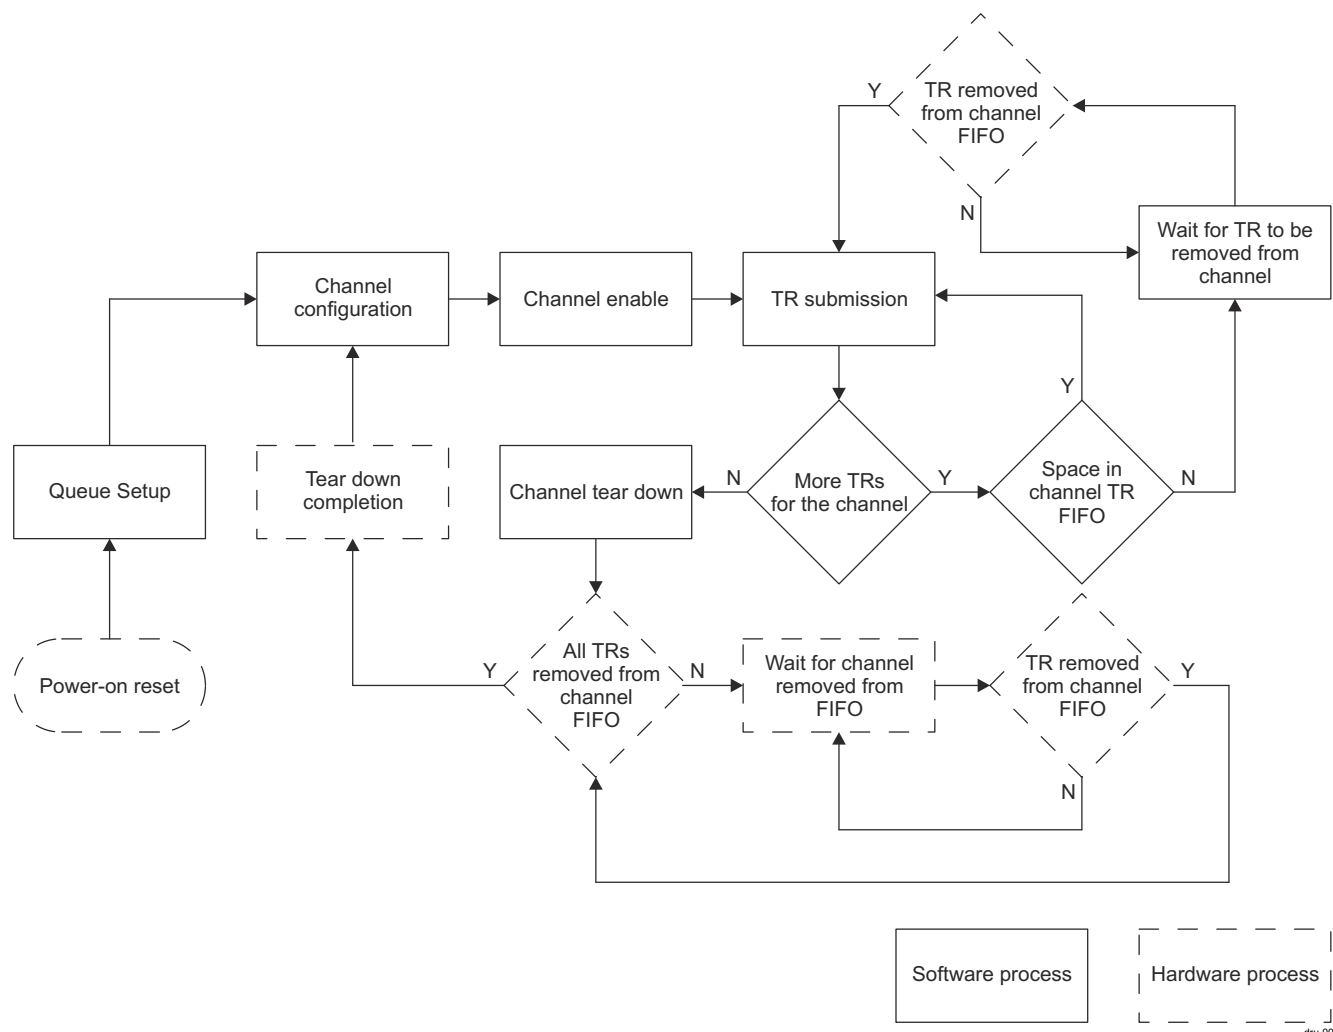 TR removed
from channel
FIFO
Y
N
Wait for TR to be
removed from
channel
Channel
configuration
Channel enable
TR submission
Y
Queue Setup
Tear down
completion
Channel tear down
N
More TRs
for the channel
Y
Space in
channel TR
FIFO
N
Power-on reset
Y
All TRs
removed from
channel
FIFO
N
Wait for channel
removed from
FIFO
TR removed
from channel
FIFO
Y
N
Software process
Hardware process